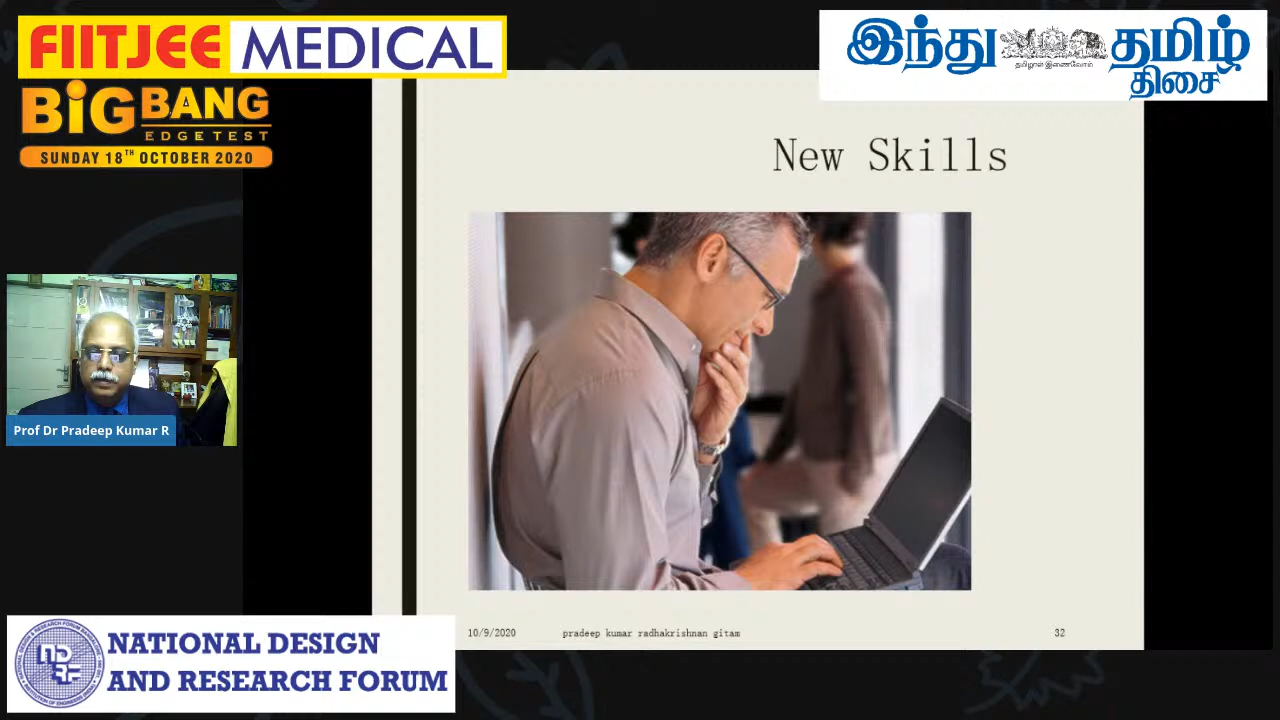 FIITJEE MEDICAL
BIG BANG
EDGE TEST
SUNDAY 18TH OCTOBER 2020
இந்து தமிழ்
திசை
New Skills
Prof Dr Pradeep Kumar R
10/9/2020 pradeep kumar radhakrishnan gitam 32
NATIONAL DESIGN
AND RESEARCH FORUM